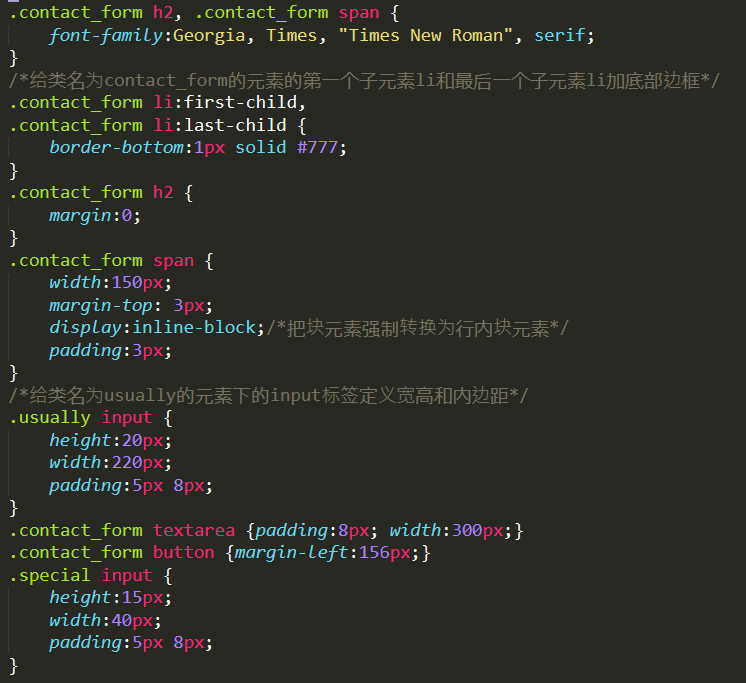 .contact_form h2, .contact_form span {
    font-family:Georgia, Times, "Times New Roman", serif;
}
/*给类名为contact_form的元素的第一个子元素li和最后一个子元素li加底部边框*/
.contact_form li:first-child,
.contact_form li:last-child {
    border-bottom:1px solid #777;
}
.contact_form h2 {
    margin:0;
}
.contact_form span {
    width:150px;
    margin-top: 3px;
    display:inline-block;/*把块元素强制转换为行内块元素*/
    padding:3px;
}
/*给类名为usually的元素下的input标签定义宽高和内边距*/
.usually input {
    height:20px;
    width:220px;
    padding:5px 8px;
}
.contact_form textarea {padding:8px; width:300px;}
.contact_form button {margin-left:156px;}
.special input {
    height:15px;
    width:40px;
    padding:5px 8px;
}